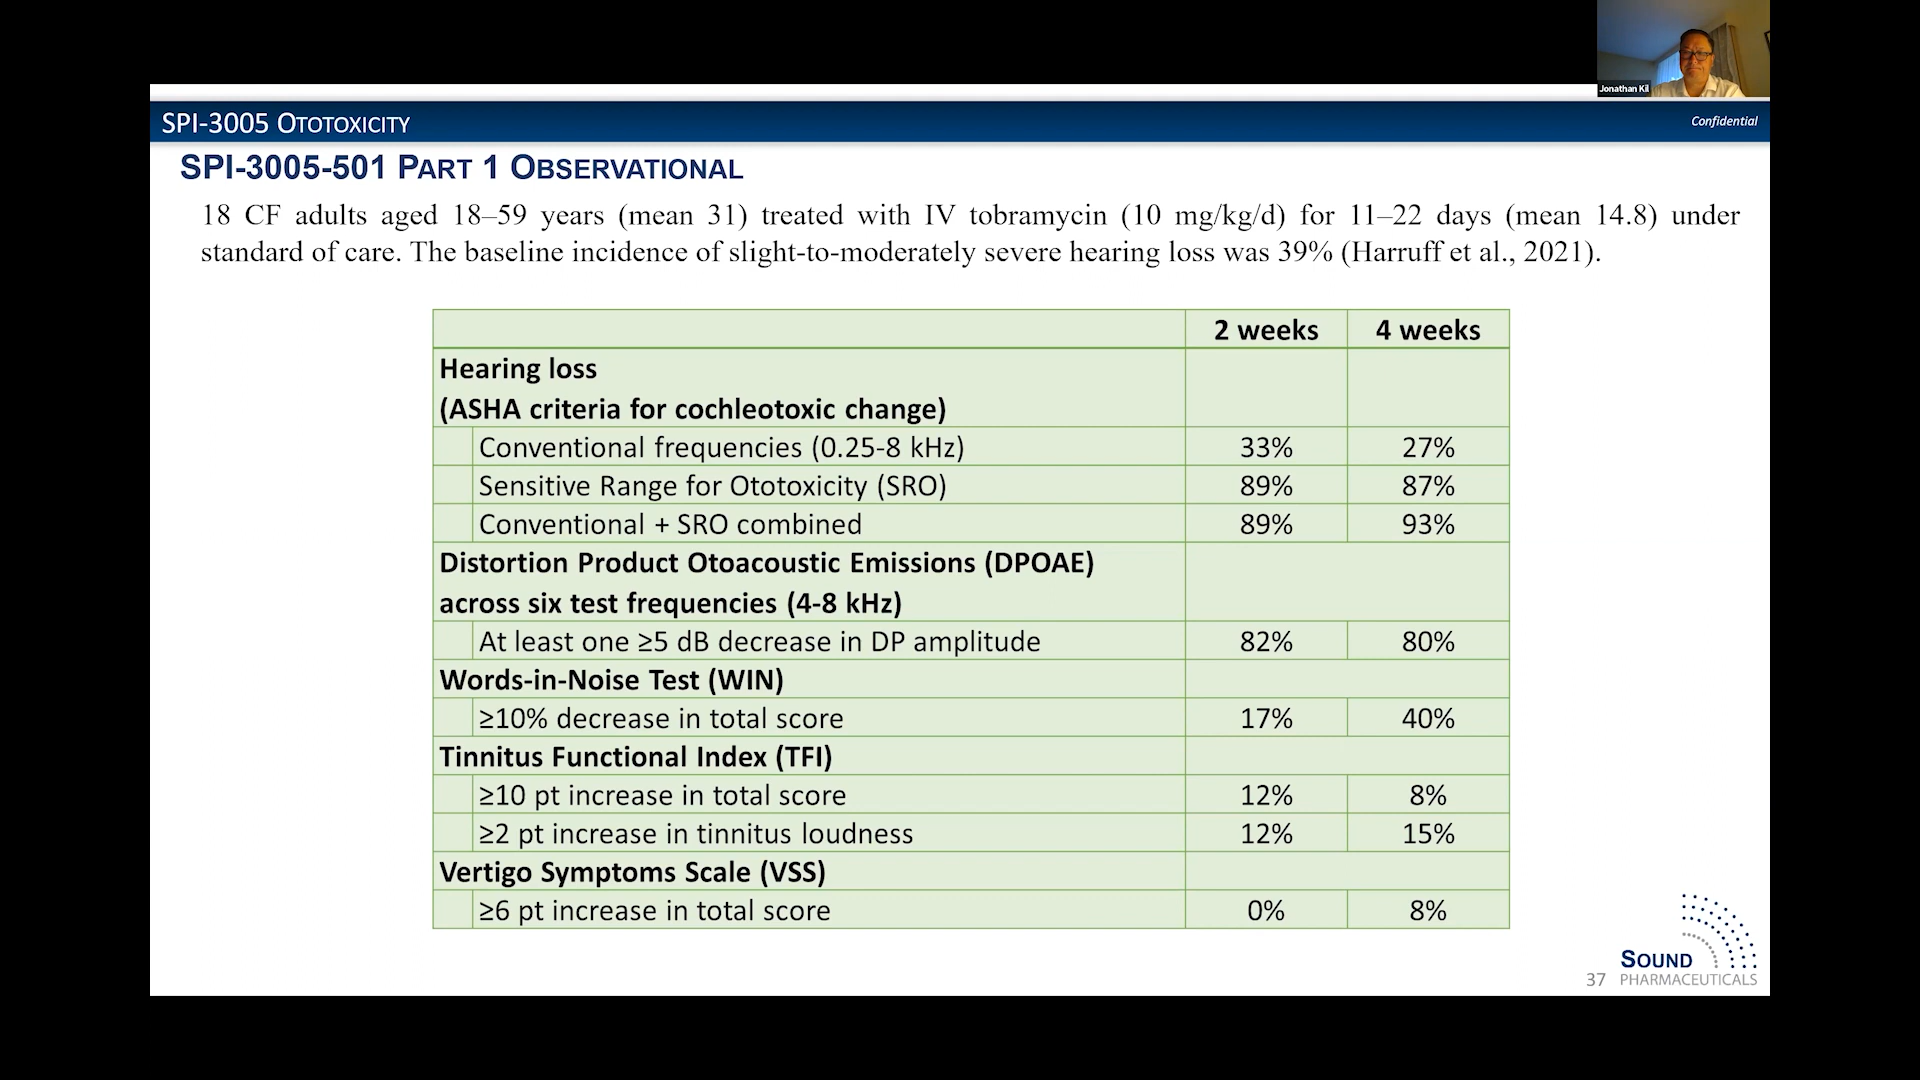 Jonathan Kil
SPI-3005 OTOTOXICITY
Confidential
SPI-3005-501 PART 1 OBSERVATIONAL
18 CF adults aged 18–59 years (mean 31) treated with IV tobramycin (10 mg/kg/d) for 11–22 days (mean 14.8) under
standard of care. The baseline incidence of slight-to-moderately severe hearing loss was 39% (Harruff et al., 2021).
2 weeks 4 weeks
Hearing loss
(ASHA criteria for cochleotoxic change)
Conventional frequencies (0.25-8 kHz) 33% 27%
Sensitive Range for Ototoxicity (SRO) 89% 87%
Conventional + SRO combined 89% 93%
Distortion Product Otoacoustic Emissions (DPOAE)
across six test frequencies (4-8 kHz)
At least one ≥5 dB decrease in DP amplitude 82% 80%
Words-in-Noise Test (WIN)
≥10% decrease in total score 17% 40%
Tinnitus Functional Index (TFI)
≥10 pt increase in total score 12% 8%
≥2 pt increase in tinnitus loudness 12% 15%
Vertigo Symptoms Scale (VSS)
≥6 pt increase in total score 0% 8%
SOUND
37 PHARMACEUTICALS